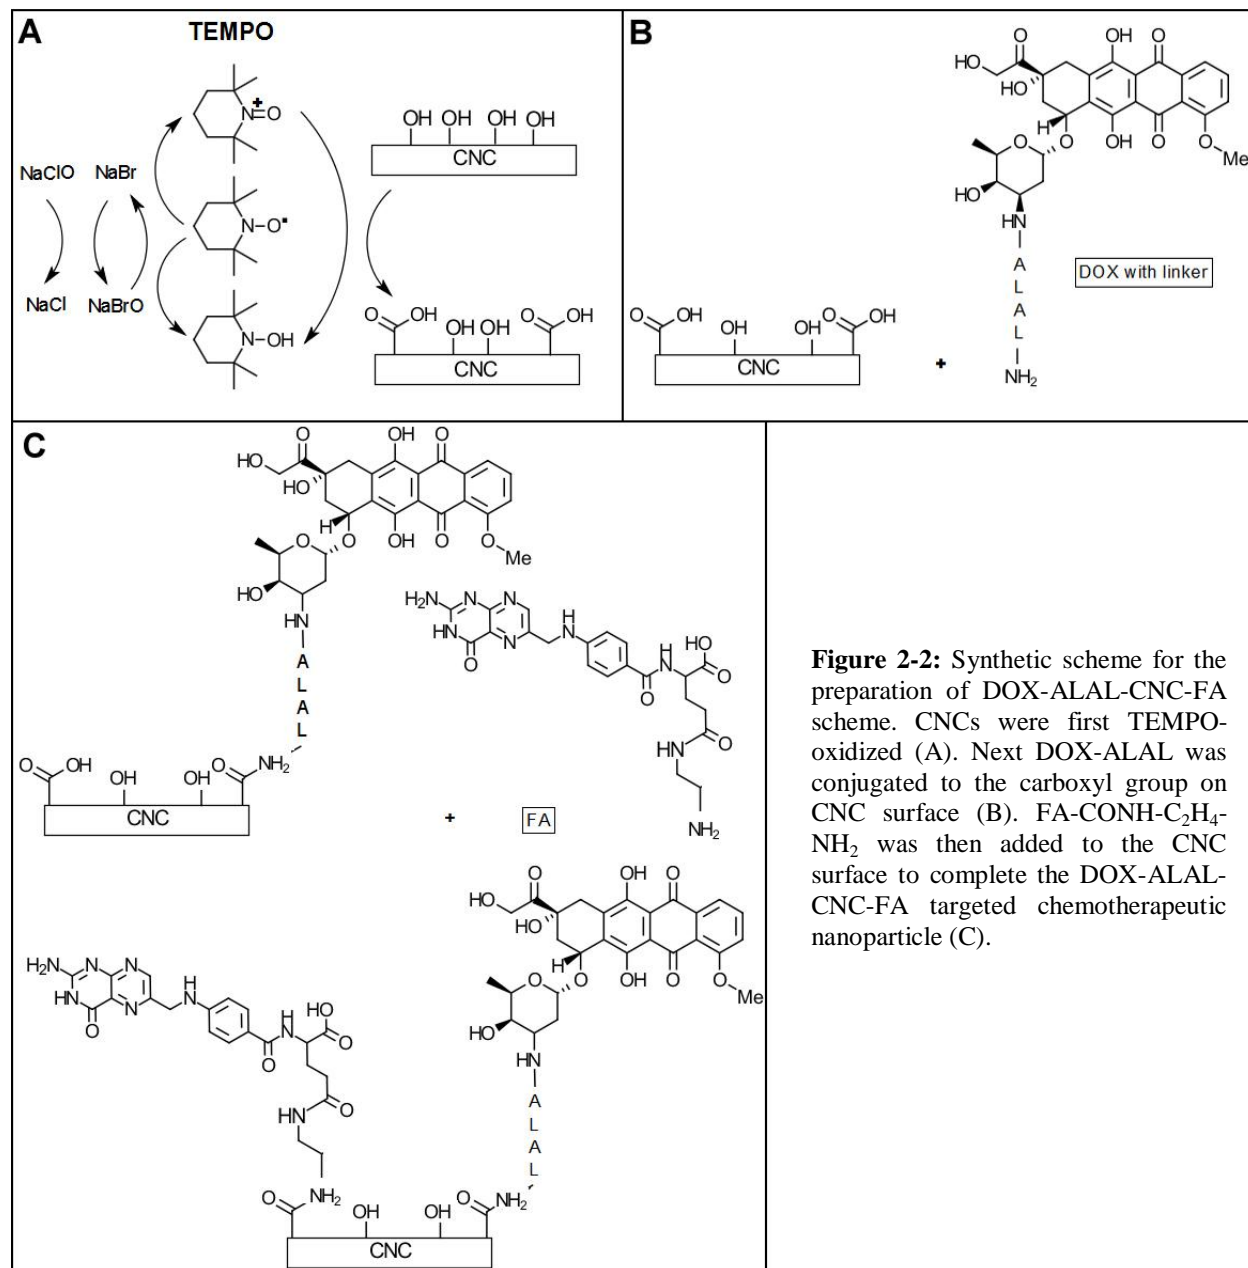 A
TEMPO
N=O
+
OH OH OH OH
CNC
NaClO NaBr
N-O
NaCl NaBrO
N-OH
O OH OH OH O OH
CNC
B
O OH O
HO
HO
H
O OH O O
Me
O
HO
HN
A
L
A
L
NH2
DOX with linker
O OH OH OH O OH
CNC
+
C
O OH O
HO
HO
H
O OH O O
Me
O
HO
HN
A
L
A
L
O OH OH OH O NH2
CNC
+
H2N N N
HN N
O
H
N
H
N HO
O
O
HN O
NH2
FA
O OH O
HO
HO
H
O OH O O
Me
O
HO
HN
A
L
A
L
H2N N N
HN N
O
H
N
H
N HO
O
O
HN O
O NH2 OH OH O NH2
CNC
Figure 2-2: Synthetic scheme for the
preparation of DOX-ALAL-CNC-FA
scheme. CNCs were first TEMPO-
oxidized (A). Next DOX-ALAL was
conjugated to the carboxyl group on
CNC surface (B). FA-CONH-C2H4-
NH2 was then added to the CNC
surface to complete the DOX-ALAL-
CNC-FA targeted chemotherapeutic
nanoparticle (C).